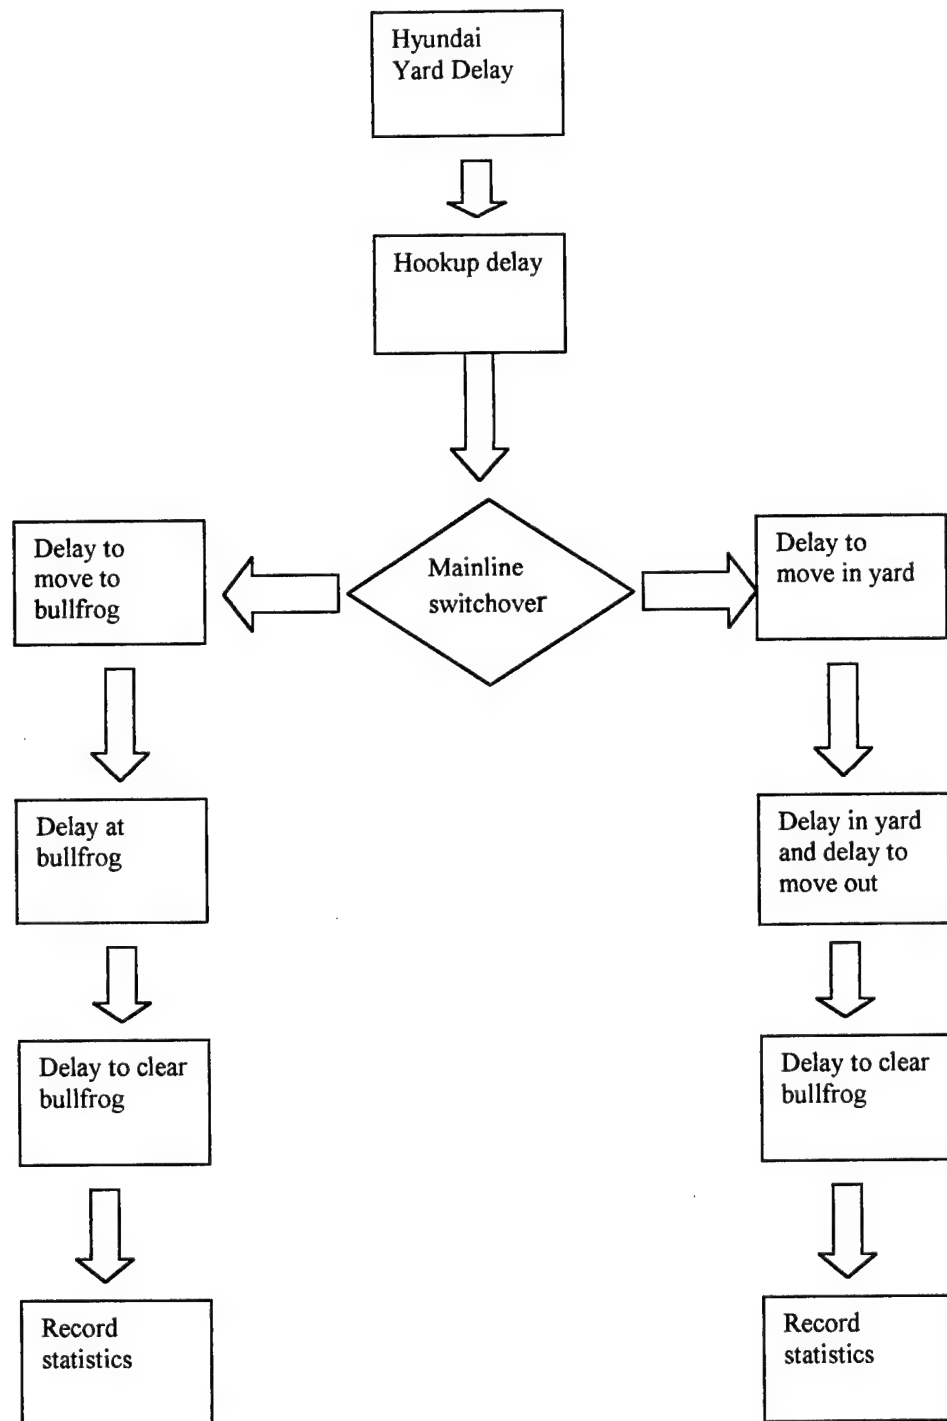 Hyundai
Yard Delay
Hookup delay
Mainline
switchover
Delay to
move to
bullfrog
Delay to
move in yard
Delay at
bullfrog
Delay in yard
and delay to
move out
Delay to clear
bullfrog
Delay to clear
bullfrog
Record
statistics
Record
statistics